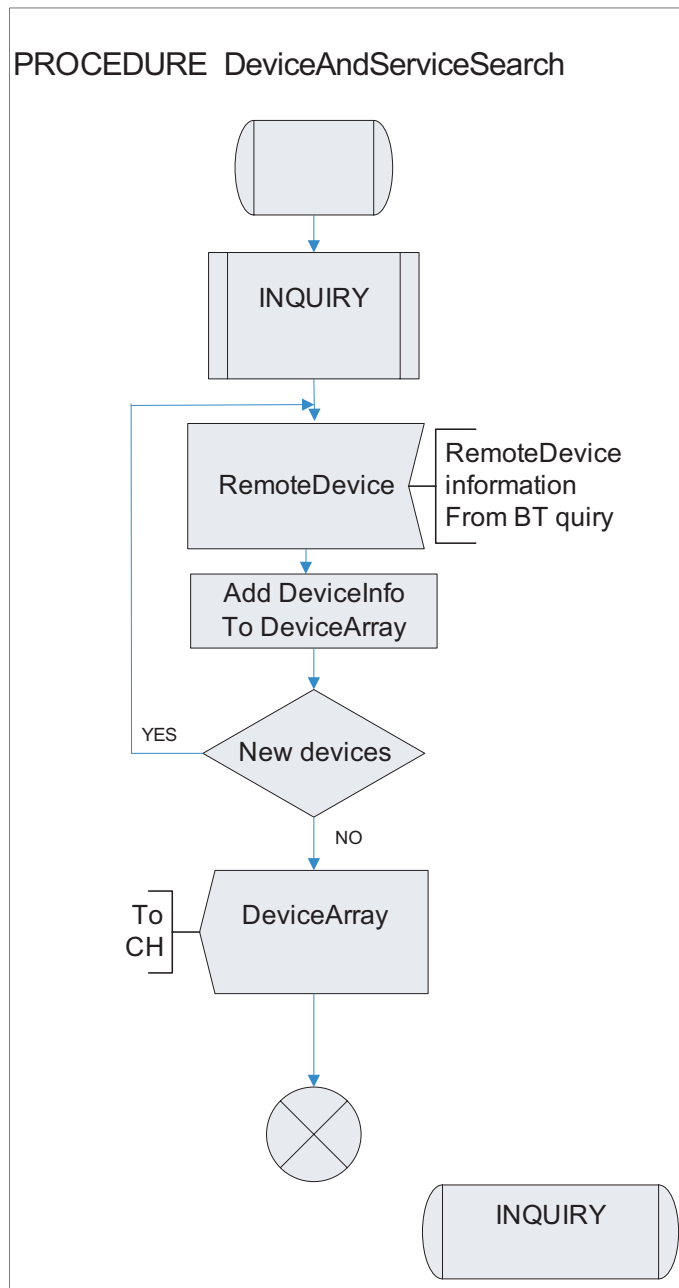 PROCEDURE DeviceAndServiceSearch
INQUIRY
RemoteDevice
RemoteDevice
information
From BT quiry
Add DeviceInfo
To DeviceArray
YES
New devices
NO
To
CH
DeviceArray
INQUIRY